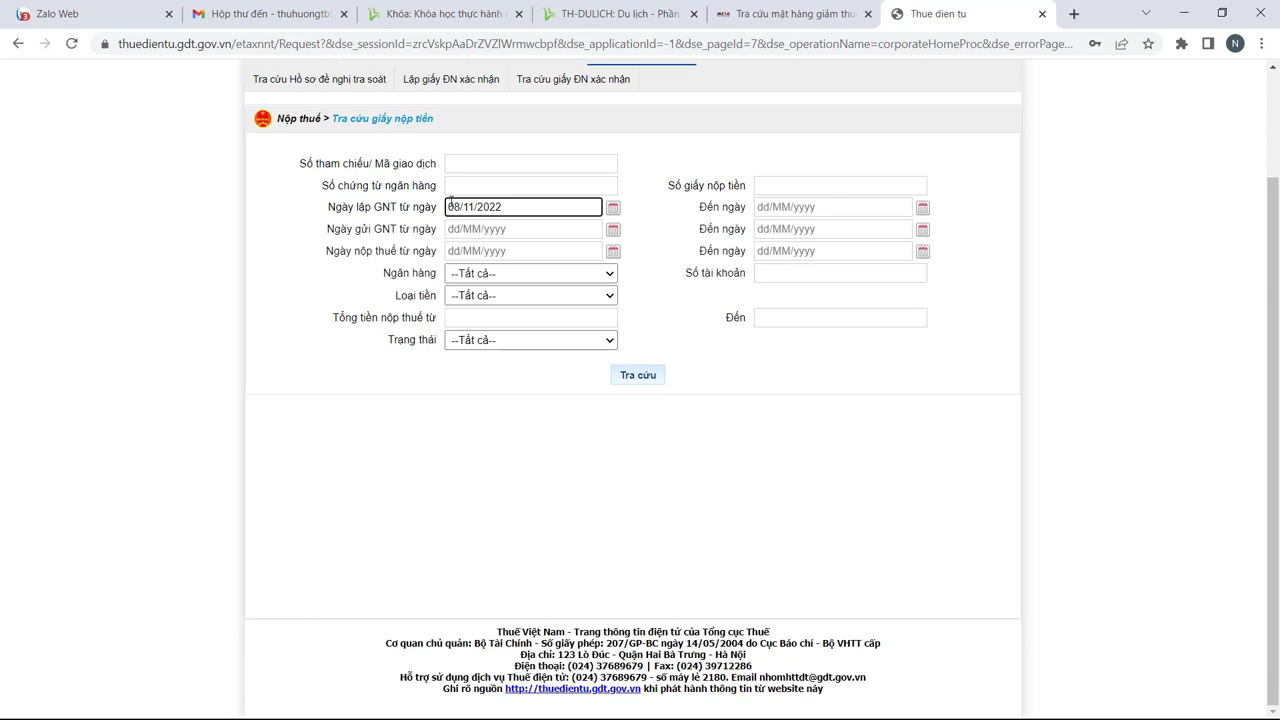 Zalo Web
Hộp thư đến - thuhuongtb
Khóa: Khóa học thực hành k
TH-DULICH: Du lịch - Phần
Tra cứu mặt hàng giảm thu
Thue dien tu
thuedientu.gdt.gov.vn/etaxnnt/Request?&dse_sessionId=zrcVskpAaDr7tv7ZlWrmwcbpf&dse_applicationId=-1&dse_pageId=7&dse_operationName=corporateHomeProc&dse_errorPage...
N
Tra cứu Hồ sơ đề nghị tra soát Lập giấy ĐN xác nhận Tra cứu giấy ĐN xác nhận
Nộp thuế > Tra cứu giấy nộp tiền
Số tham chiếu/ Mã giao dịch
Số chứng từ ngân hàng Số giấy nộp tiền
Ngày lập GNT từ ngày 08/11/2022 Đến ngày dd/MM/yyyy
Ngày gửi GNT từ ngày dd/MM/yyyy Đến ngày dd/MM/yyyy
Ngày nộp thuế từ ngày dd/MM/yyyy Đến ngày dd/MM/yyyy
Ngân hàng --Tất cả-- Số tài khoản
Loại tiền --Tất cả--
Tổng tiền nộp thuế từ Đến
Trạng thái --Tất cả--
Tra cứu
Thuế Việt Nam - Trang thông tin điện tử của Tổng cục Thuế
Cơ quan chủ quản: Bộ Tài Chính - Số giấy phép: 207/GP-BC ngày 14/05/2004 do Cục Báo chí - Bộ VHTT cấp
Địa chỉ: 123 Lò Đúc - Quận Hai Bà Trưng - Hà Nội
Điện thoại: (024) 37689679 | Fax: (024) 39712286
Hỗ trợ sử dụng dịch vụ Thuế điện tử: (024) 37689679 - số máy lẻ 2180. Email nhomhttdt@gdt.gov.vn
Ghi rõ nguồn http://thuedientu.gdt.gov.vn khi phát hành thông tin từ website này